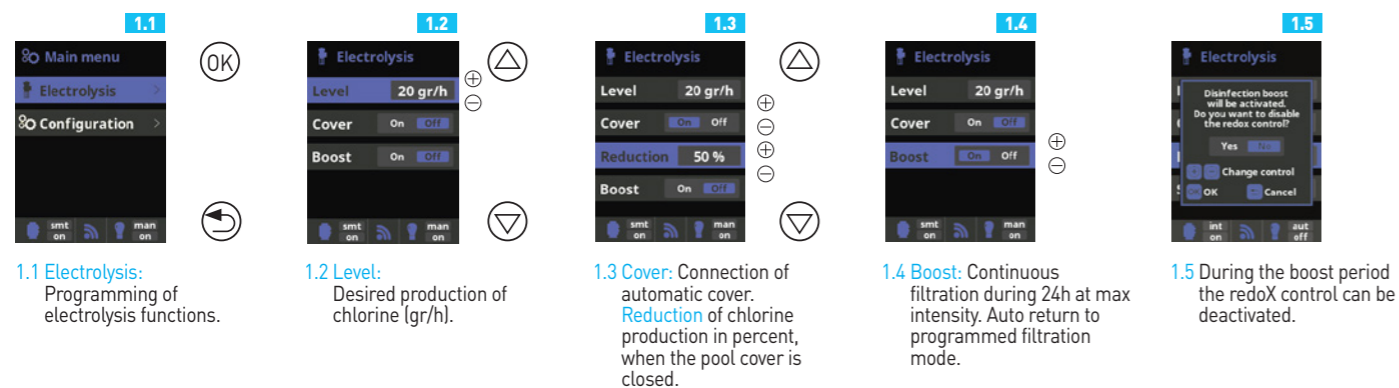 1.1
Main menu
Electrolysis
Configuration
smt on
man on
OK
1.1 Electrolysis:
Programming of
electrolysis functions.
1.2
Electrolysis
Level 20 gr/h
Cover On Off
Boost On Off
smt on
man on
1.2 Level:
Desired production of
chlorine (gr/h).
1.3
Electrolysis
Level 20 gr/h
Cover On Off
Reduction 50 %
Boost On Off
smt on
man on
1.3 Cover: Connection of
automatic cover.
Reduction of chlorine
production in percent,
when the pool cover is
closed.
1.4
Electrolysis
Level 20 gr/h
Cover On Off
Boost On Off
smt on
man on
1.4 Boost: Continuous
filtration during 24h at max
intensity. Auto return to
programmed filtration
mode.
1.5
Electrolysis
Disinfection boost
will be activated.
Do you want to disable
the redox control?
Yes No
+ - Change control
OK OK Cancel
int on
aut off
1.5 During the boost period
the redoX control can be
deactivated.